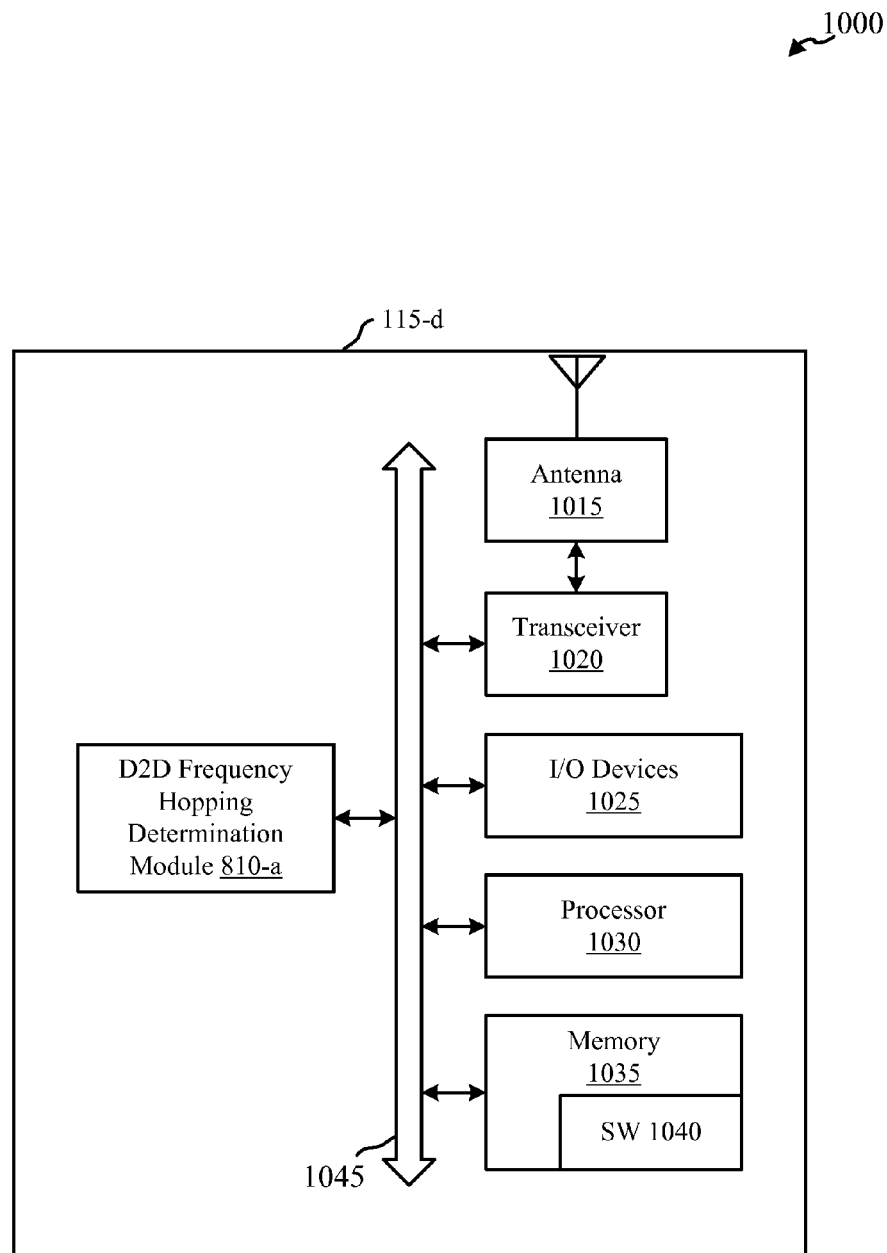 1000
115-d
Antenna
1015
Transceiver
1020
D2D Frequency
Hopping
Determination
Module 810-a
I/O Devices
1025
Processor
1030
Memory
1035
SW 1040
1045